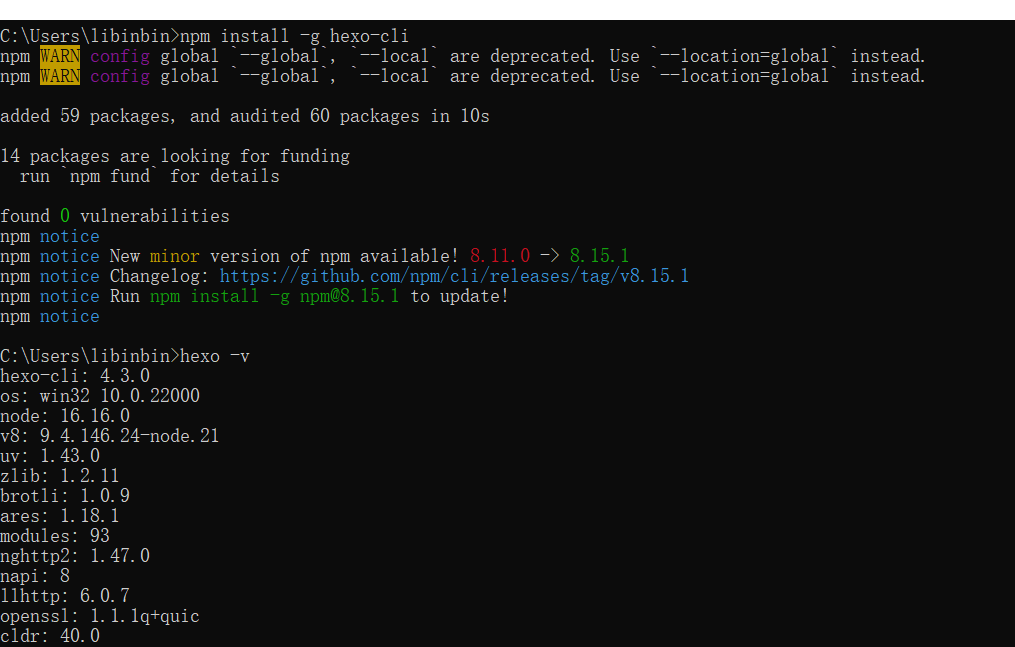 C:\Users\libinbin>npm install -g hexo-cli
npm WARN config global `--global`, `--local` are deprecated. Use `--location=global` instead.
npm WARN config global `--global`, `--local` are deprecated. Use `--location=global` instead.
added 59 packages, and audited 60 packages in 10s
14 packages are looking for funding
  run `npm fund` for details
found 0 vulnerabilities
npm notice
npm notice New minor version of npm available! 8.11.0 -> 8.15.1
npm notice Changelog: https://github.com/npm/cli/releases/tag/v8.15.1
npm notice Run npm install -g npm@8.15.1 to update!
npm notice
C:\Users\libinbin>hexo -v
hexo-cli: 4.3.0
os: win32 10.0.22000
node: 16.16.0
v8: 9.4.146.24-node.21
uv: 1.43.0
zlib: 1.2.11
brotli: 1.0.9
ares: 1.18.1
modules: 93
nghttp2: 1.47.0
napi: 8
llhttp: 6.0.7
openssl: 1.1.1q+quic
cldr: 40.0